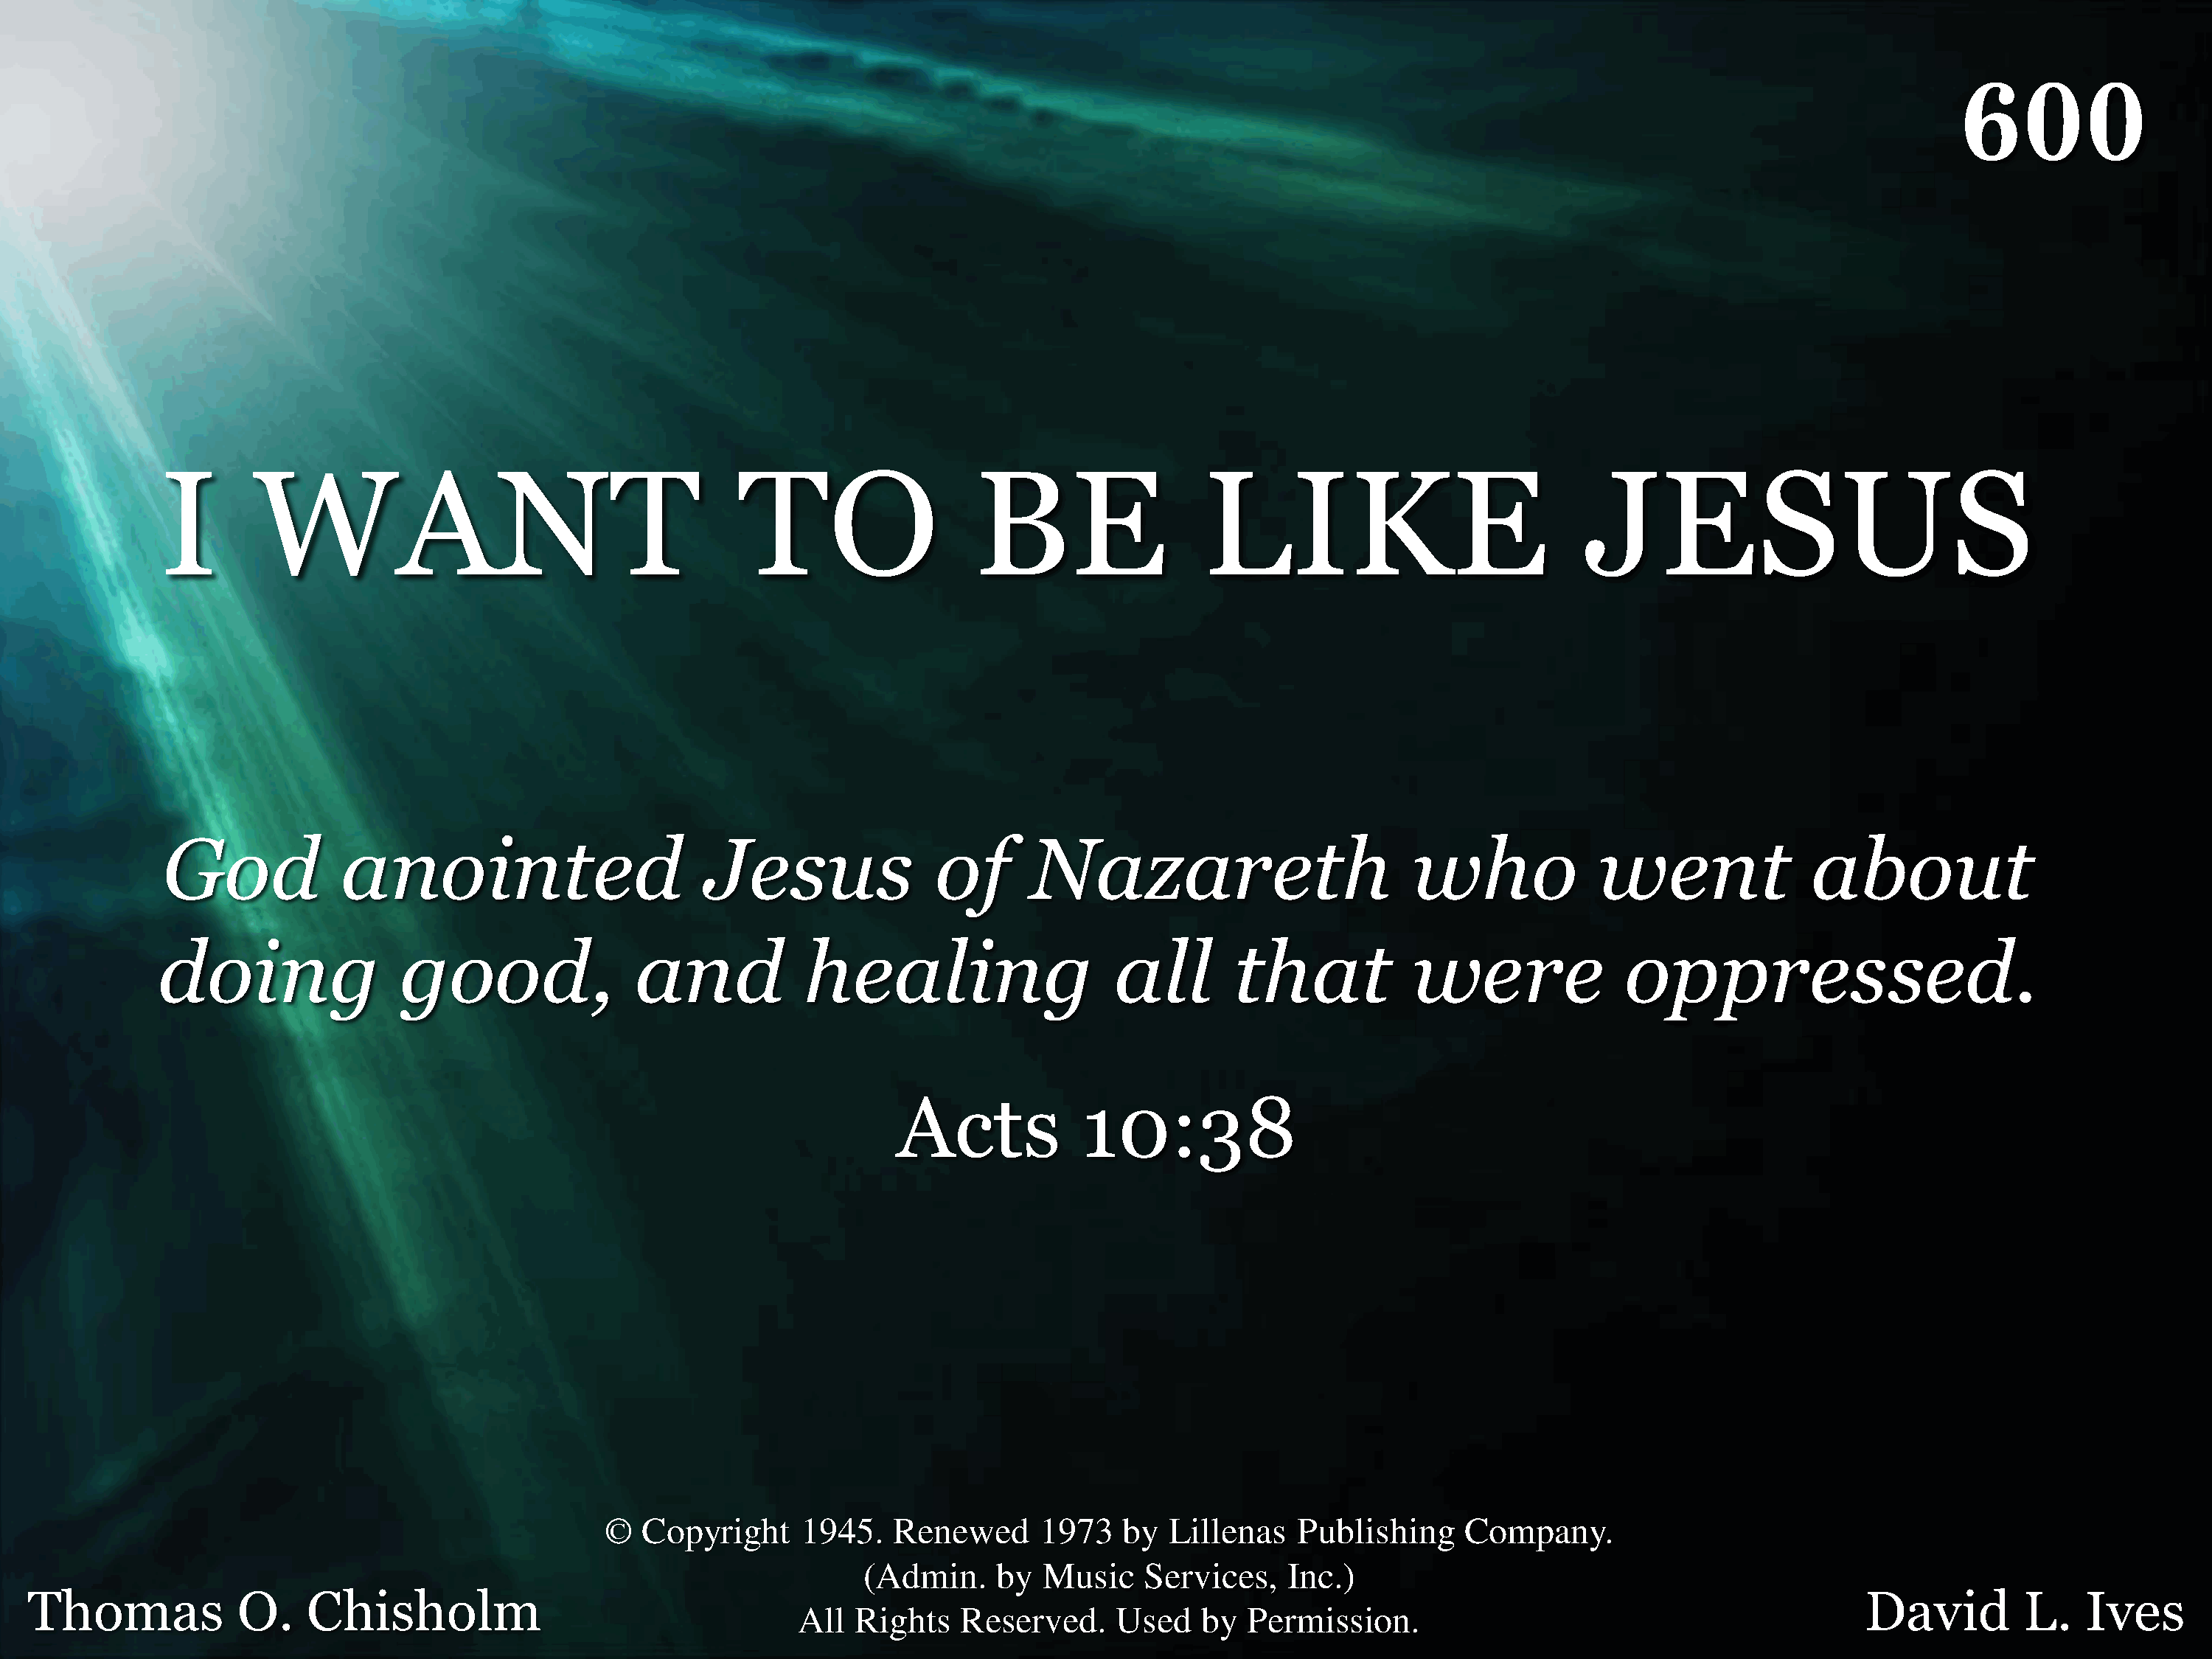 600
I WANT TO BE LIKE JESUS
God anointed Jesus of Nazareth who went about
doing good, and healing all that were oppressed.
Acts 10:38
© Copyright 1945. Renewed 1973 by Lillenas Publishing Company.
(Admin. by Music Services, Inc.)
All Rights Reserved. Used by Permission.
Thomas O. Chisholm
David L. Ives